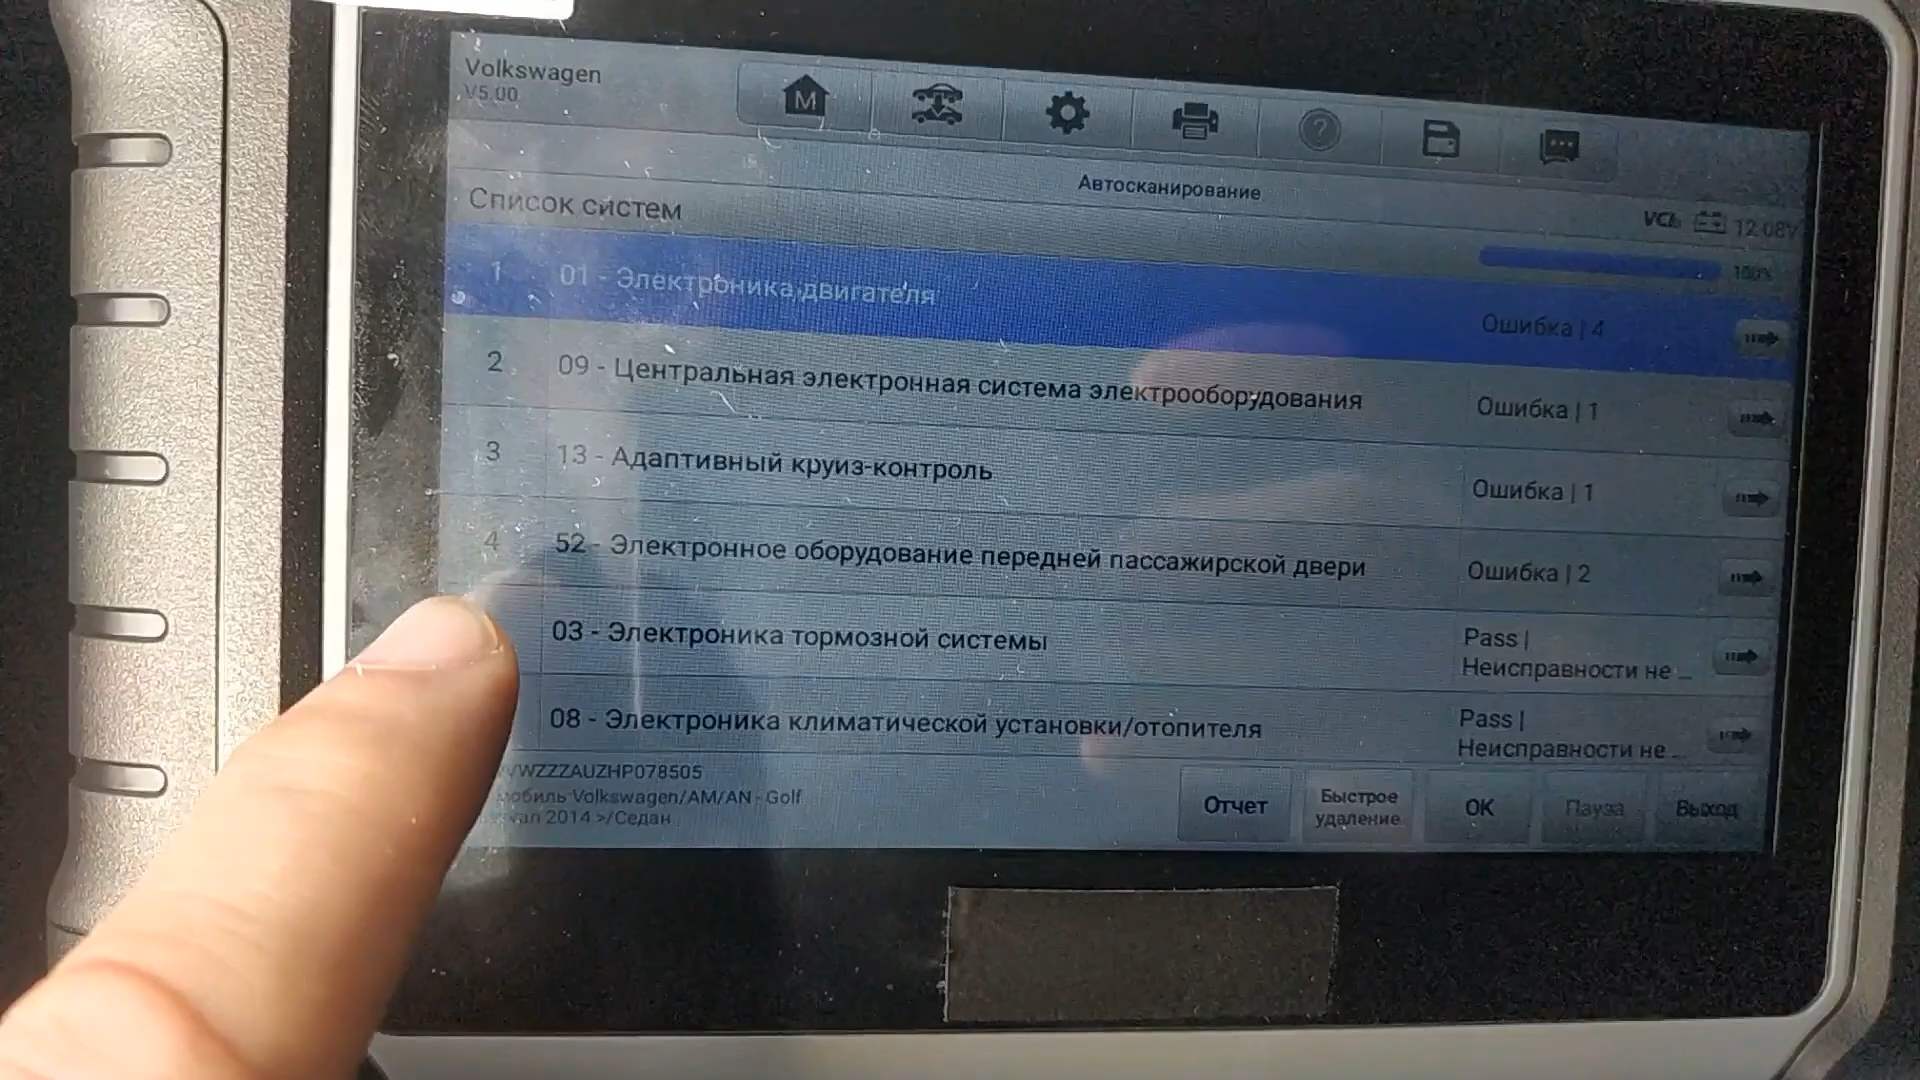 Volkswagen
V5.00
M
?
Автосканирование
VCI 12.08V
Список систем
100%
1 01 - Электроника двигателя Ошибка | 4
2 09 - Центральная электронная система электрооборудования Ошибка | 1
3 13 - Адаптивный круиз-контроль Ошибка | 1
4 52 - Электронное оборудование передней пассажирской двери Ошибка | 2
03 - Электроника тормозной системы Pass |
Неисправности не ...
08 - Электроника климатической установки/отопителя Pass |
Неисправности не ...
VWZZZAUZHP078505
обиль Volkswagen/AM/AN - Golf
van 2014 >/Седан
Отчет
Быстрое
удаление
OK
Пауза
Выход